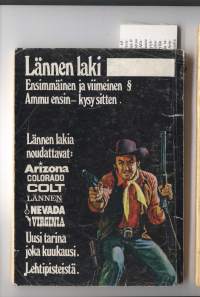 Lännen laki
Ensimmäinen ja viimeinen §
Ammu ensin - kysy sitten .
Lännen lakia
noudattavat:
Arizona
COLORADO
COLT
LÄNNEN
NEVADA
VIRGINIA
Uusi tarina
joka kuukausi.
Lehtipisteistä.